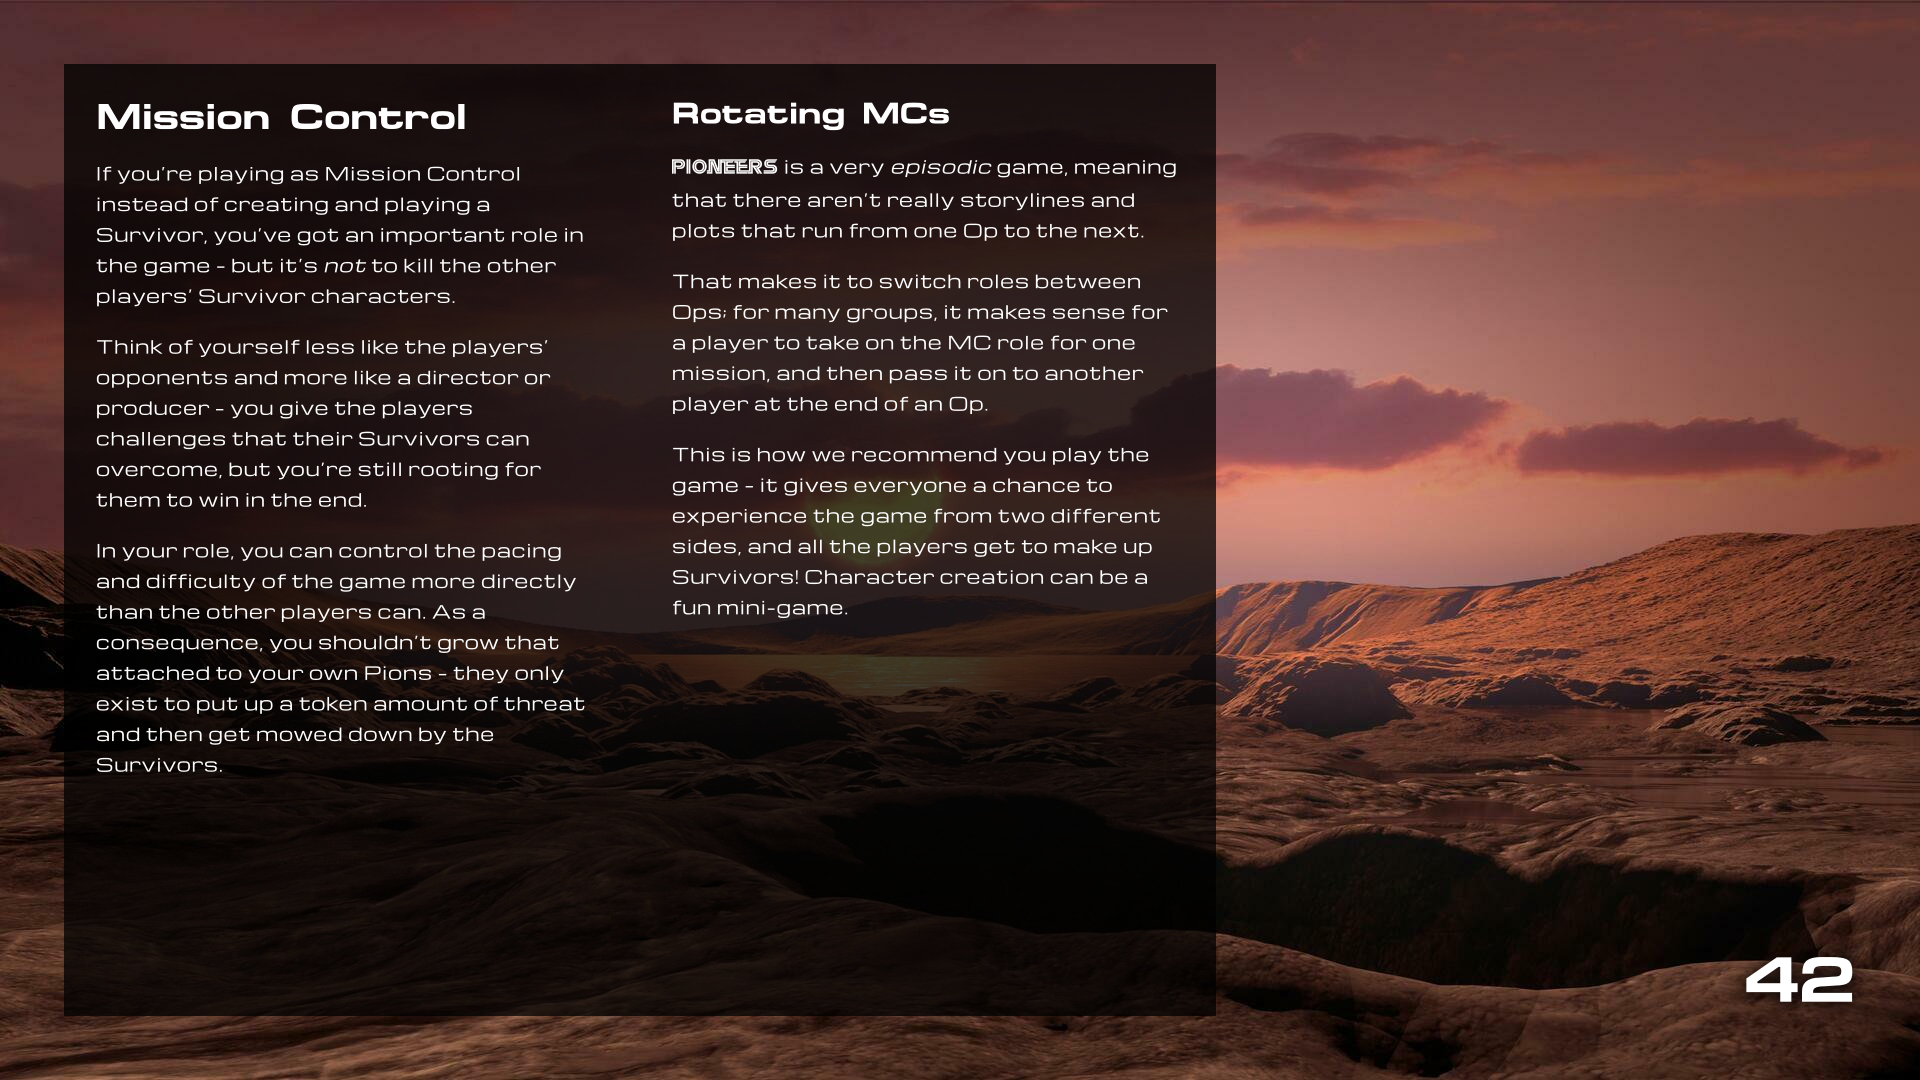 Mission Control
If you’re playing as Mission Control
instead of creating and playing a
Survivor, you’ve got an important role in
the game - but it’s not to kill the other
players’ Survivor characters.
Think of yourself less like the players’
opponents and more like a director or
producer - you give the players
challenges that their Survivors can
overcome, but you’re still rooting for
them to win in the end.
In your role, you can control the pacing
and difficulty of the game more directly
than the other players can. As a
consequence, you shouldn’t grow that
attached to your own Pions - they only
exist to put up a token amount of threat
and then get mowed down by the
Survivors.
Rotating MCs
PIONEERS is a very episodic game, meaning
that there aren’t really storylines and
plots that run from one Op to the next.
That makes it to switch roles between
Ops; for many groups, it makes sense for
a player to take on the MC role for one
mission, and then pass it on to another
player at the end of an Op.
This is how we recommend you play the
game - it gives everyone a chance to
experience the game from two different
sides, and all the players get to make up
Survivors! Character creation can be a
fun mini-game.
42